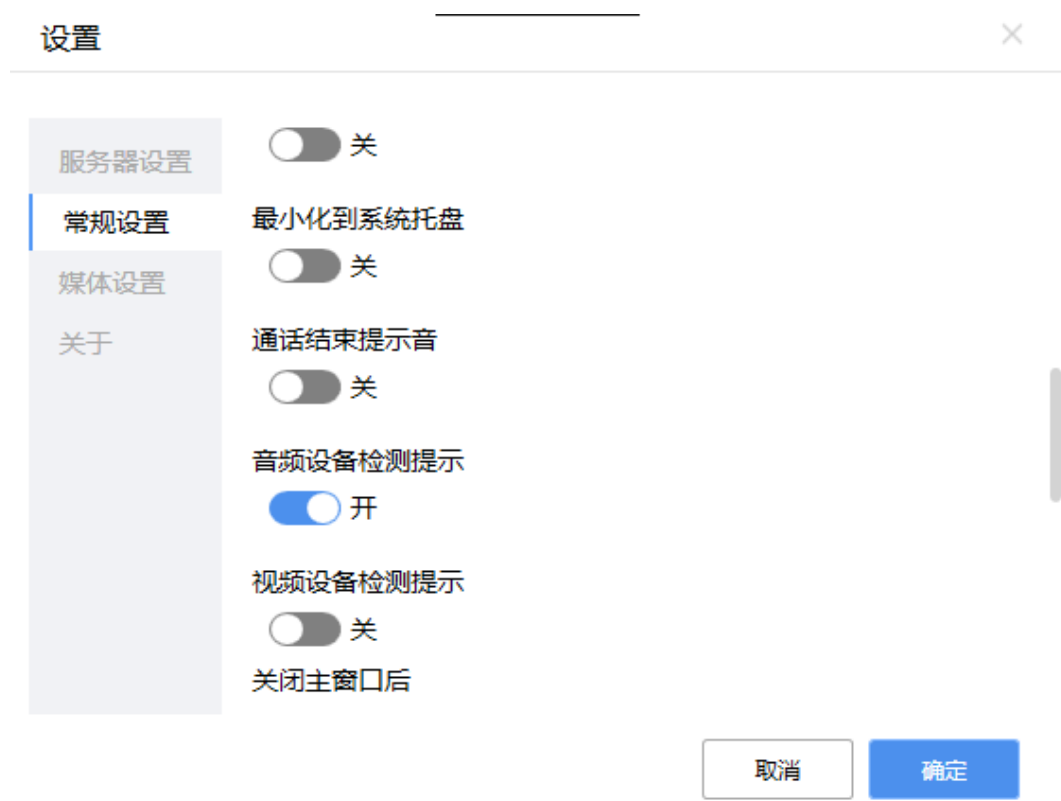 设置
服务器设置
常规设置
媒体设置
关于
关
最小化到系统托盘
关
通话结束提示音
关
音频设备检测提示
开
视频设备检测提示
关
关闭主窗口后
取消
确定